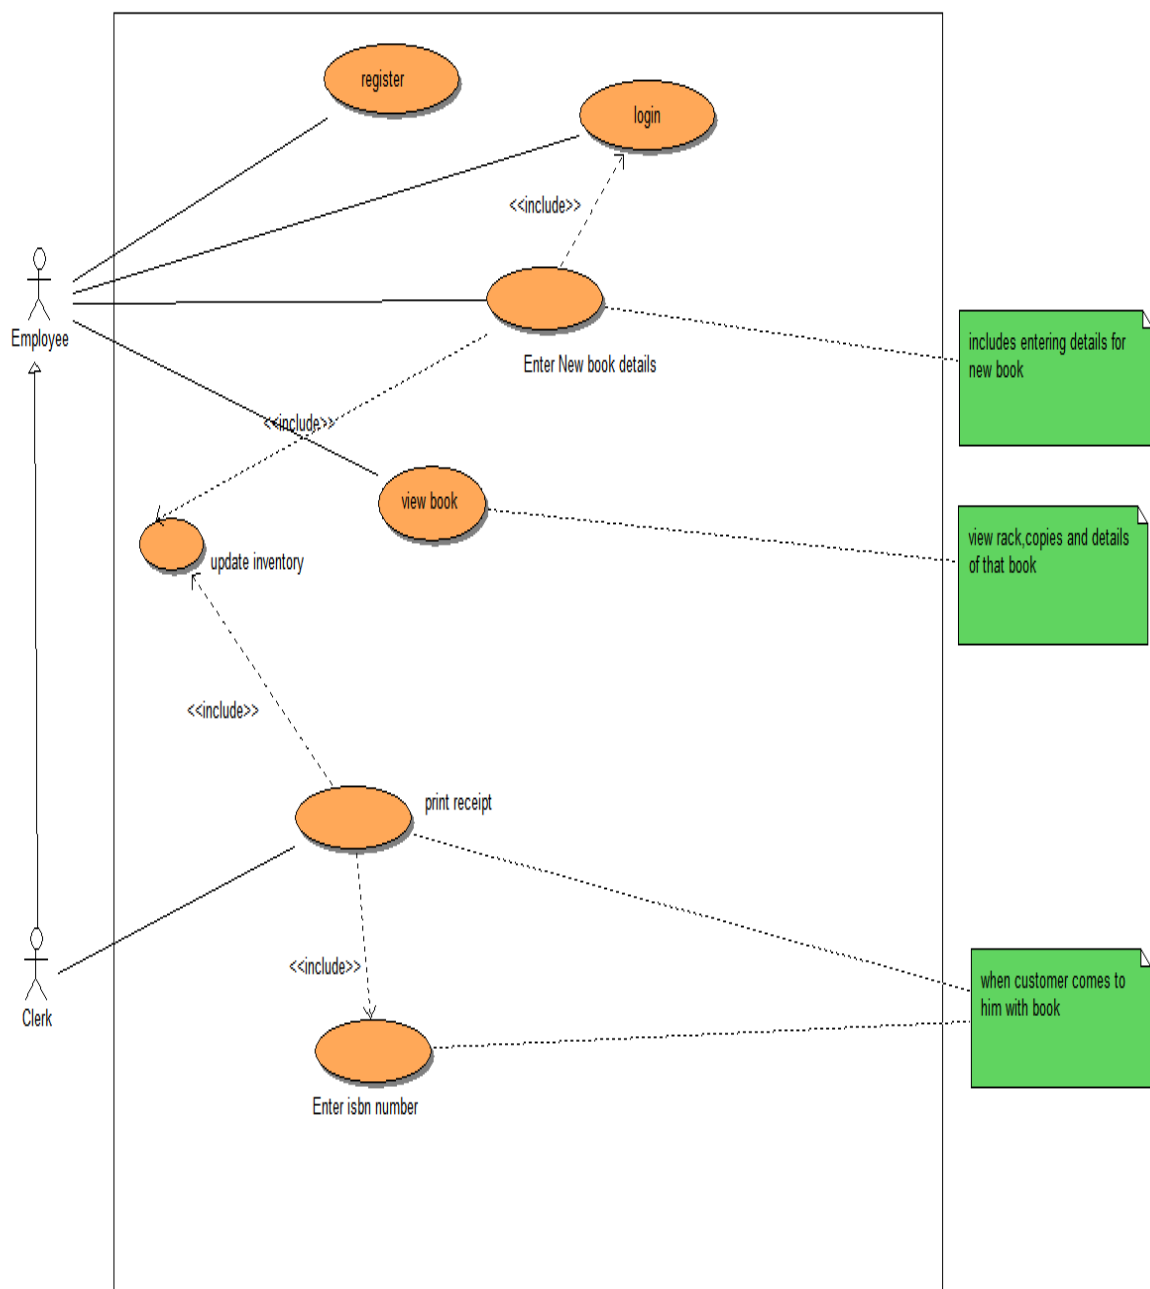 register
login
<<include>>
Employee
Enter New book details
includes entering details for
new book
<<include>>
view book
update inventory
view rack,copies and details
of that book
<<include>>
print receipt
<<include>>
Clerk
when customer comes to
him with book
Enter isbn number